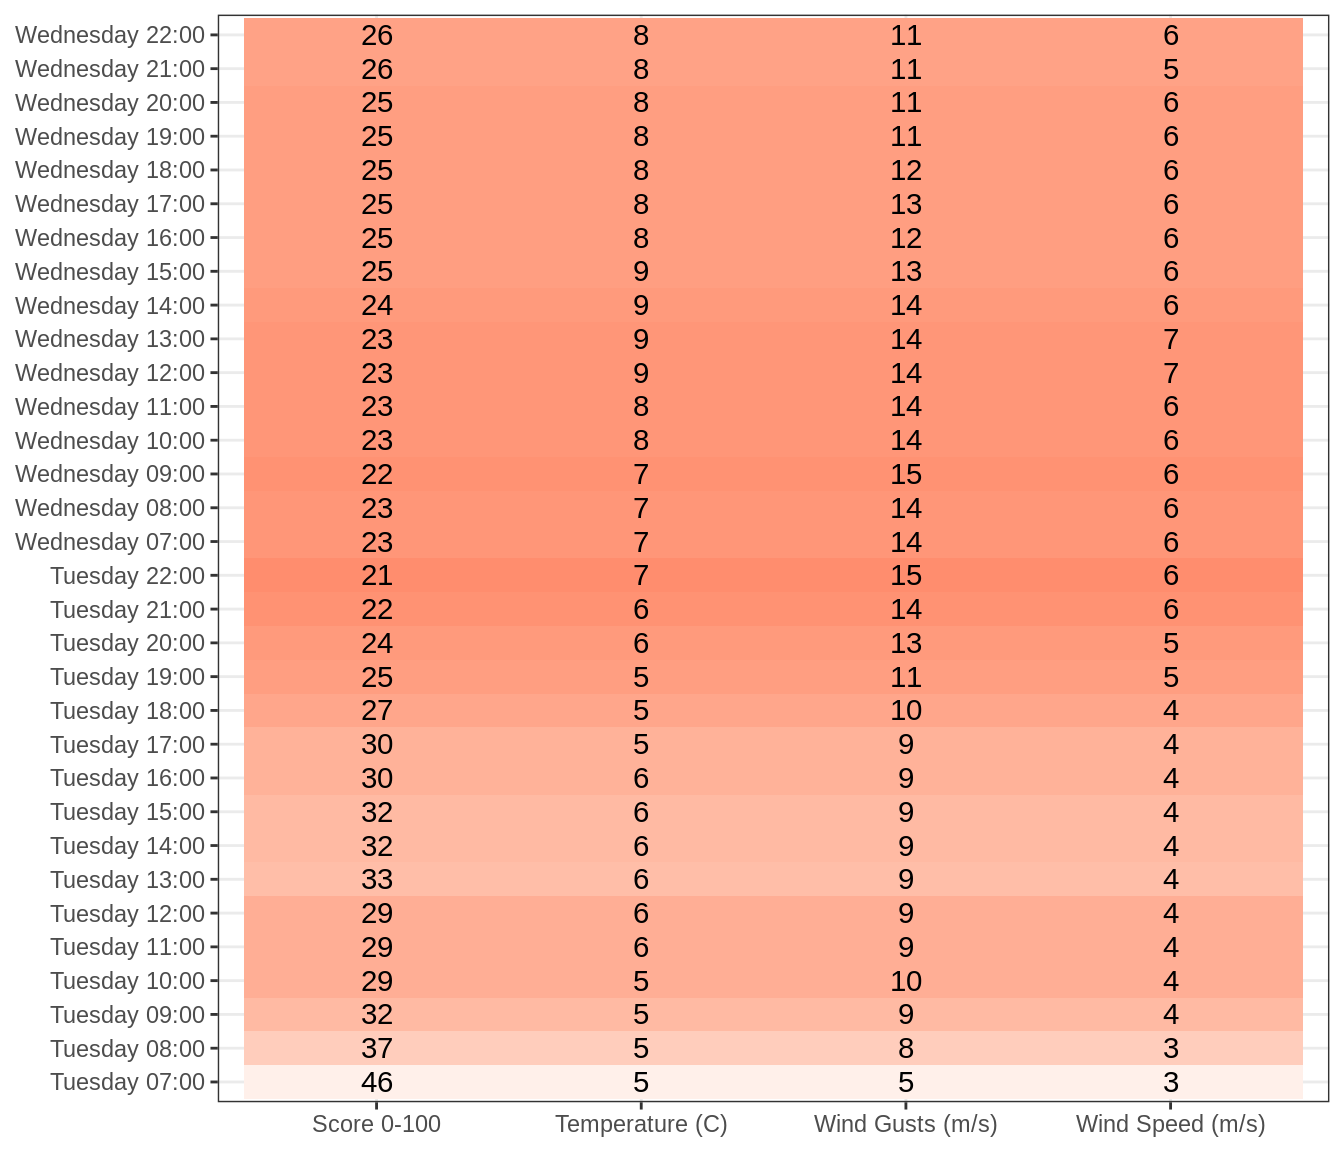 Wednesday 22:00 26 8 11 6
Wednesday 21:00 26 8 11 5
Wednesday 20:00 25 8 11 6
Wednesday 19:00 25 8 11 6
Wednesday 18:00 25 8 12 6
Wednesday 17:00 25 8 13 6
Wednesday 16:00 25 8 12 6
Wednesday 15:00 25 9 13 6
Wednesday 14:00 24 9 14 6
Wednesday 13:00 23 9 14 7
Wednesday 12:00 23 9 14 7
Wednesday 11:00 23 8 14 6
Wednesday 10:00 23 8 14 6
Wednesday 09:00 22 7 15 6
Wednesday 08:00 23 7 14 6
Wednesday 07:00 23 7 14 6
Tuesday 22:00 21 7 15 6
Tuesday 21:00 22 6 14 6
Tuesday 20:00 24 6 13 5
Tuesday 19:00 25 5 11 5
Tuesday 18:00 27 5 10 4
Tuesday 17:00 30 5 9 4
Tuesday 16:00 30 6 9 4
Tuesday 15:00 32 6 9 4
Tuesday 14:00 32 6 9 4
Tuesday 13:00 33 6 9 4
Tuesday 12:00 29 6 9 4
Tuesday 11:00 29 6 9 4
Tuesday 10:00 29 5 10 4
Tuesday 09:00 32 5 9 4
Tuesday 08:00 37 5 8 3
Tuesday 07:00 46 5 5 3
Score 0-100 Temperature (C) Wind Gusts (m/s) Wind Speed (m/s)